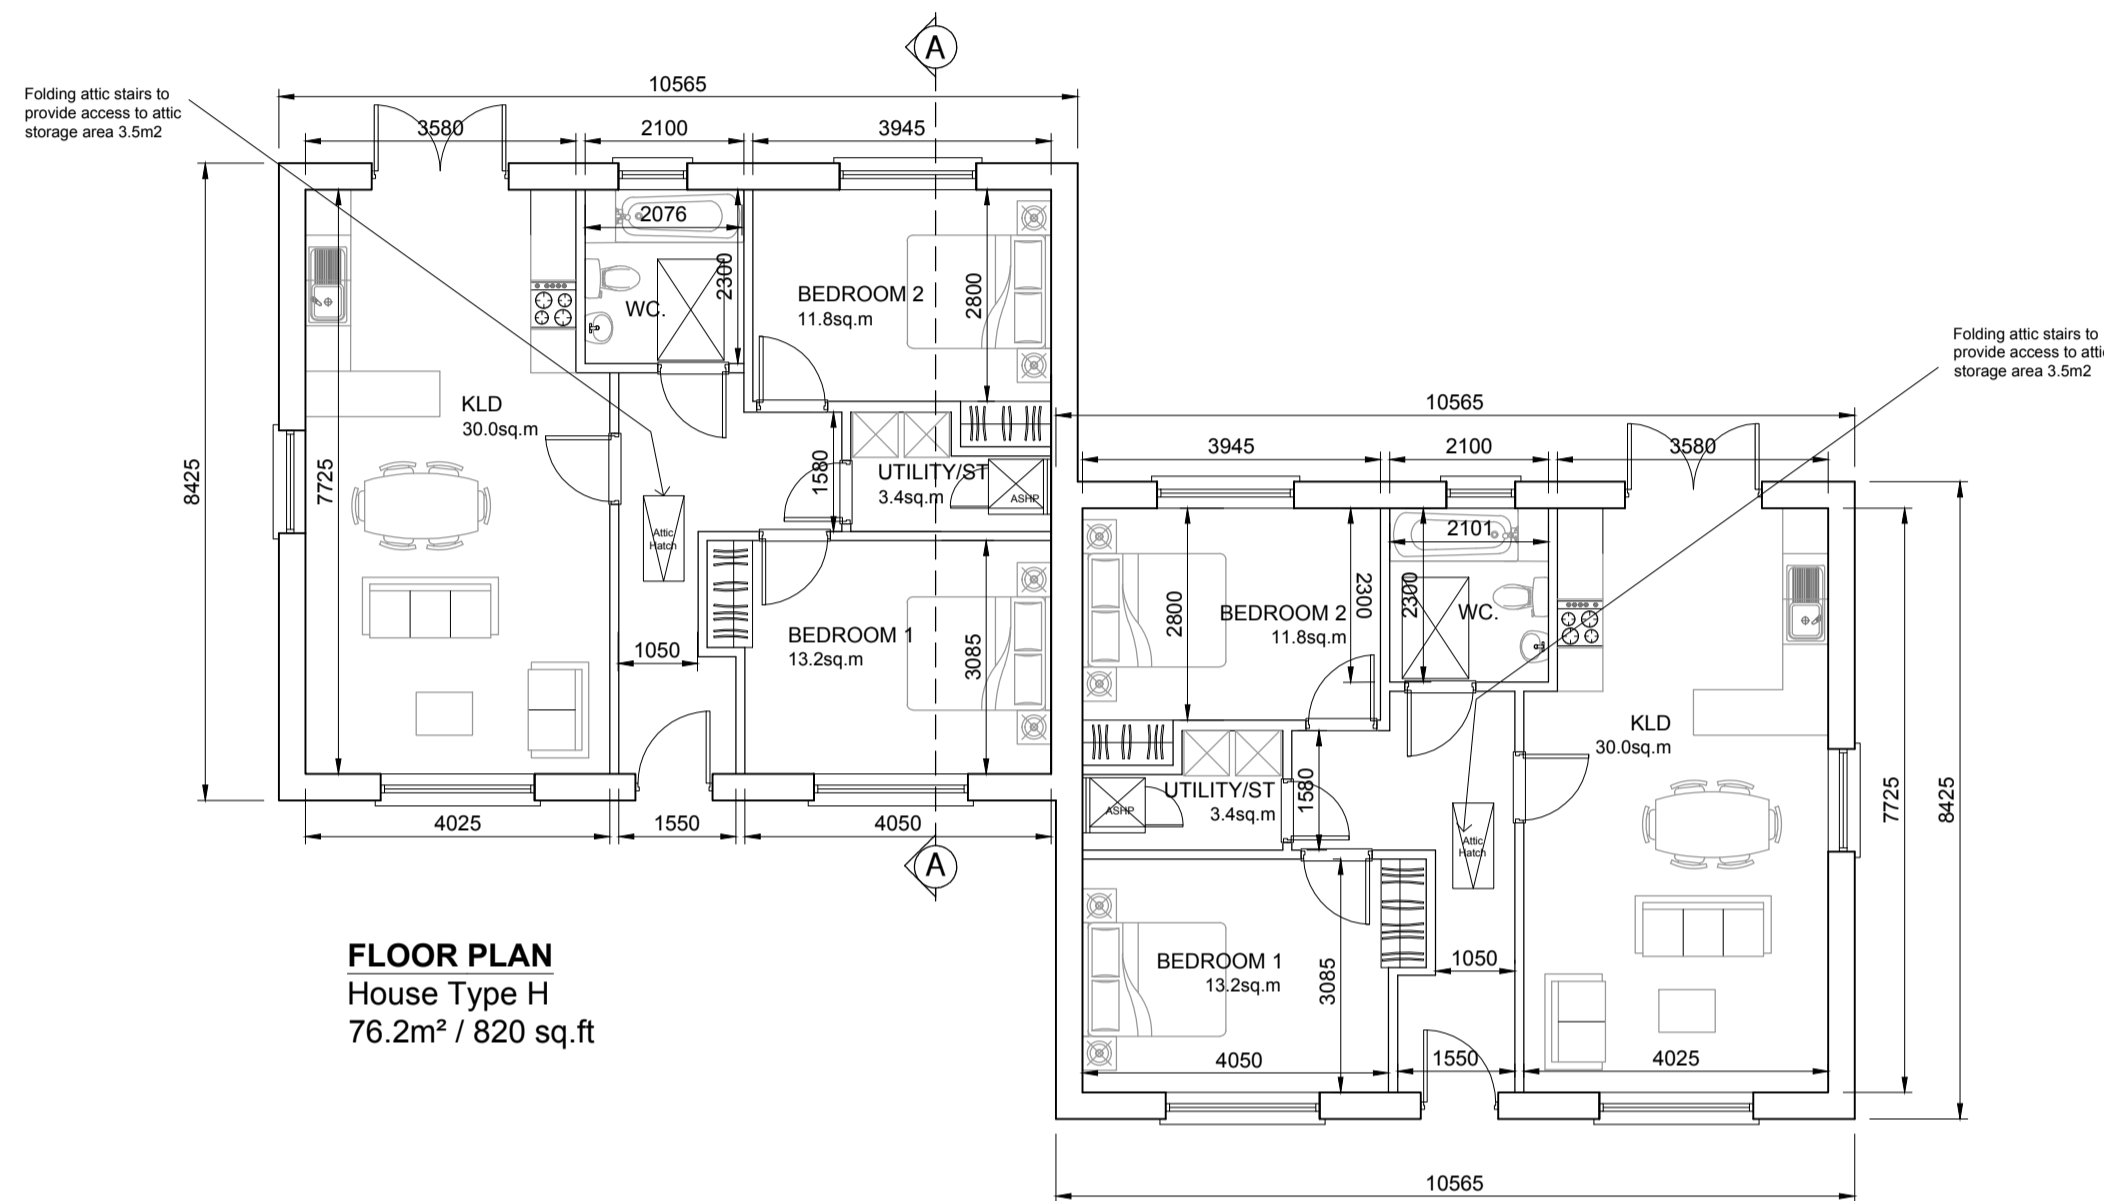 A
10565
Folding attic stairs to
provide access to attic
storage area 3.5m2
3580
2100
3945
2076
2300
WC.
BEDROOM 2
11.8sq.m
2800
KLD
30.0sq.m
8425
7725
1580
UTILITY/ST
3.4sq.m
ASHP
Attic
Hatch
1050
BEDROOM 1
13.2sq.m
3085
4025
1550
4050
A
FLOOR PLAN
House Type H
76.2m² / 820 sq.ft
Folding attic stairs to
provide access to
storage area 3.5m2
10565
3945
2100
3580
2101
2300
2300
WC.
2800
BEDROOM 2
11.8sq.m
KLD
30.0sq.m
1580
UTILITY/ST
3.4sq.m
ASHP
Attic
Hatch
7725
8425
BEDROOM 1
13.2sq.m
3085
1050
4050
1550
4025
10565